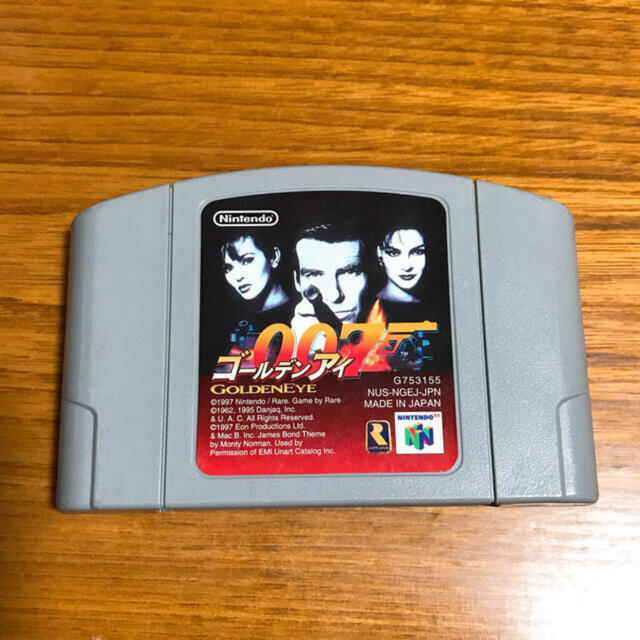 Nintendo
007
ゴールデンアイ
GOLDENEYE
G753155
NUS-NGEJ-JPN
MADE IN JAPAN
©1997 Nintendo / Rare. Game by Rare
©1962, 1995 Danjaq, Inc.
& U. A. C. All Rights Reserved.
©1997 Eon Productions Ltd.
& Mac B. Inc. James Bond Theme
by Monty Norman. Used by
Permission of EMI Unart Catalog Inc.
R
NINTENDO 64
N